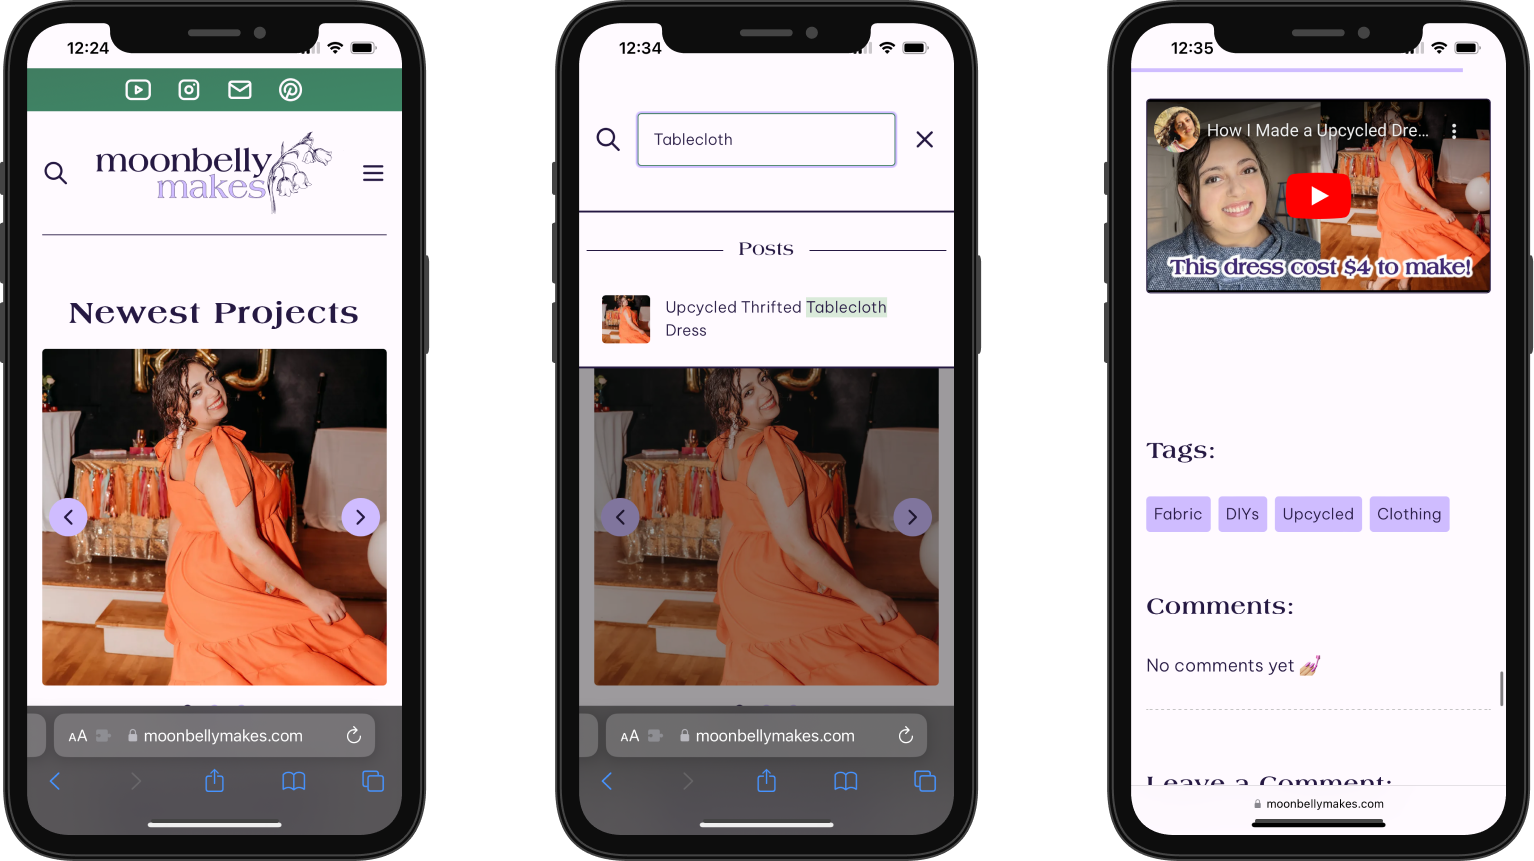 12:24
moonbelly
makes
Newest Projects
AA moonbellymakes.com
12:34
Tablecloth
Posts
Upcycled Thrifted Tablecloth
Dress
AA moonbellymakes.com
12:35
How I Made a Upcycled Dre...
This dress cost $4 to make!
Tags:
Fabric DIYs Upcycled Clothing
Comments:
No comments yet 💅🏼
Leave a Comment:
moonbellymakes.com